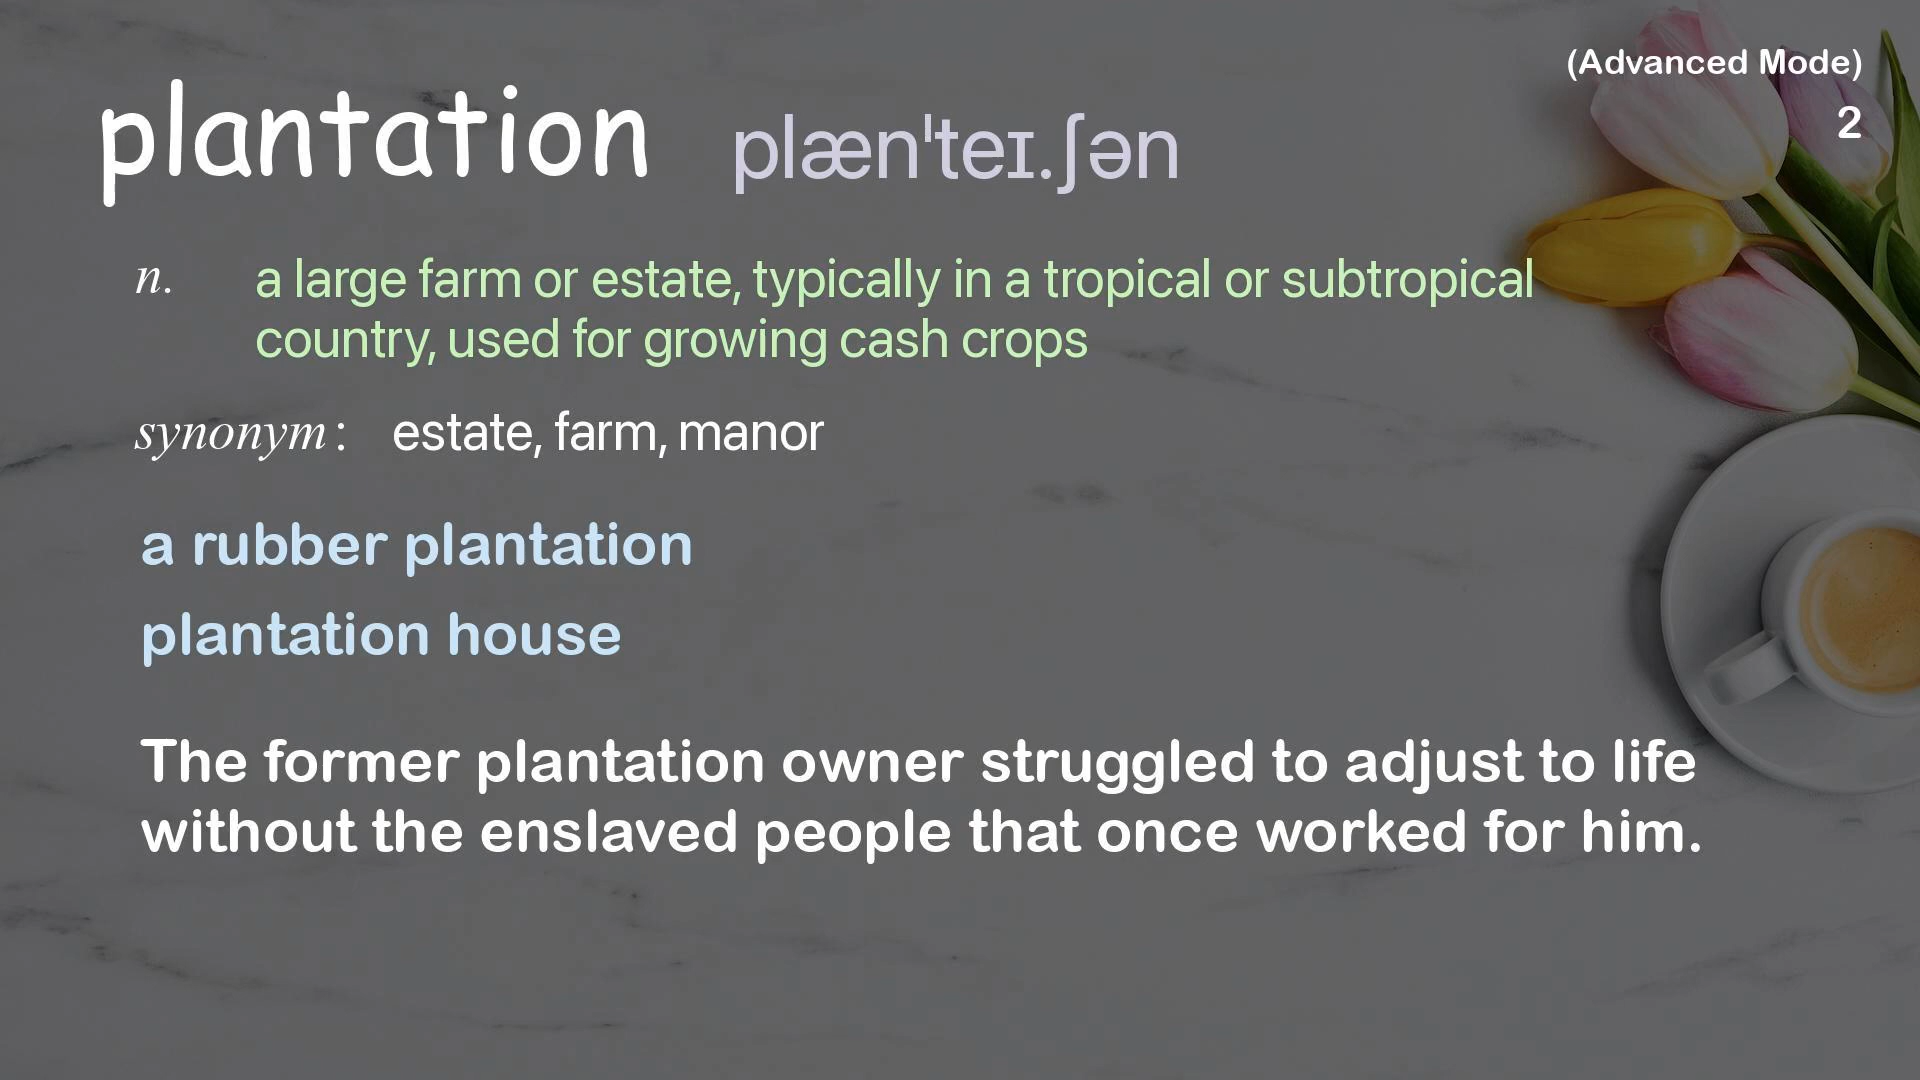 (Advanced Mode)
2
plantation plæn'teɪ.ʃən
n. a large farm or estate, typically in a tropical or subtropical
country, used for growing cash crops
synonym: estate, farm, manor
a rubber plantation
plantation house
The former plantation owner struggled to adjust to life
without the enslaved people that once worked for him.